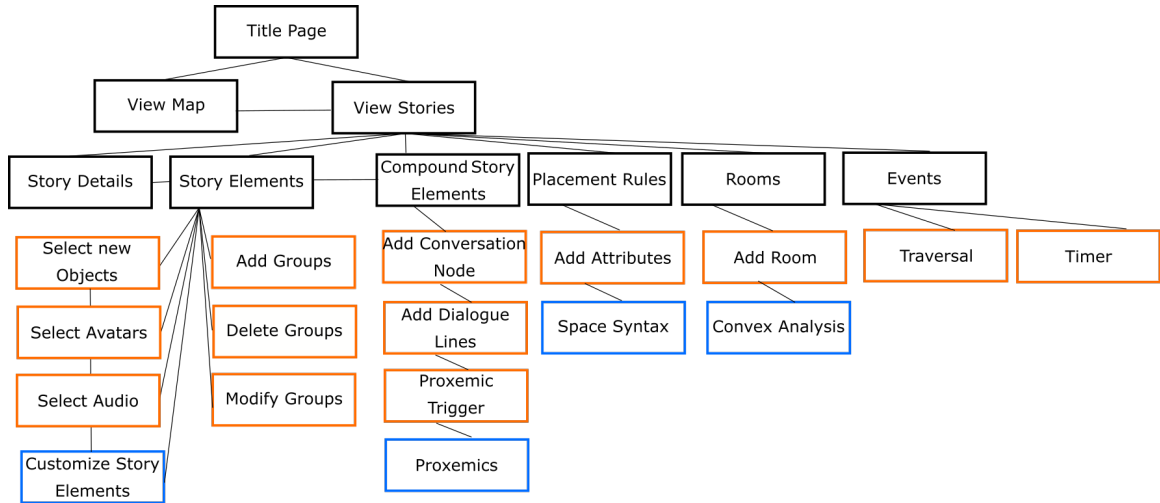 Title Page
View Map
View Stories
Story Details
Story Elements
Compound Story
Elements
Placement Rules
Rooms
Events
Select new
Objects
Add Groups
Add Conversation
Node
Add Attributes
Add Room
Traversal
Timer
Select Avatars
Delete Groups
Add Dialogue
Lines
Space Syntax
Convex Analysis
Select Audio
Modify Groups
Proxemic
Trigger
Customize Story
Elements
Proxemics